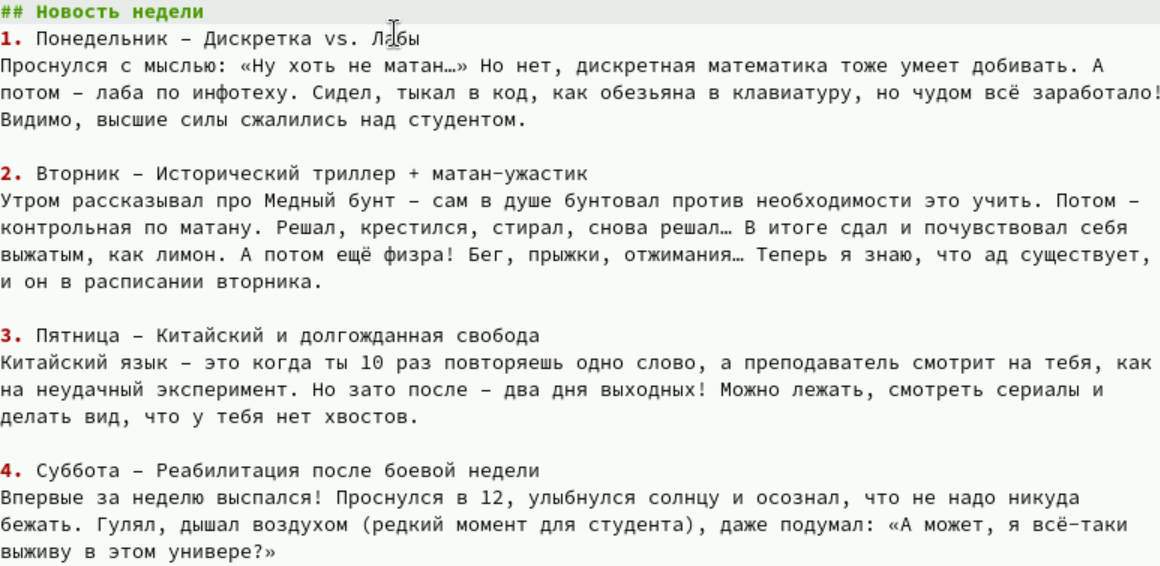 ## Новость недели
1. Понедельник – Дискретка vs. Лабы
Проснулся с мыслью: «Ну хоть не матан…» Но нет, дискретная математика тоже умеет добивать. А
потом – лаба по инфотеху. Сидел, тыкал в код, как обезьяна в клавиатуру, но чудом всё заработало!
Видимо, высшие силы сжалились над студентом.
2. Вторник – Исторический триллер + матан-ужастик
Утром рассказывал про Медный бунт – сам в душе бунтовал против необходимости это учить. Потом –
контрольная по матану. Решал, крестился, стирал, снова решал… В итоге сдал и почувствовал себя
выжатым, как лимон. А потом ещё физра! Бег, прыжки, отжимания… Теперь я знаю, что ад существует,
и он в расписании вторника.
3. Пятница – Китайский и долгожданная свобода
Китайский язык – это когда ты 10 раз повторяешь одно слово, а преподаватель смотрит на тебя, как
на неудачный эксперимент. Но зато после – два дня выходных! Можно лежать, смотреть сериалы и
делать вид, что у тебя нет хвостов.
4. Суббота – Реабилитация после боевой недели
Впервые за неделю выспался! Проснулся в 12, улыбнулся солнцу и осознал, что не надо никуда
бежать. Гулял, дышал воздухом (редкий момент для студента), даже подумал: «А может, я всё-таки
выживу в этом универе?»